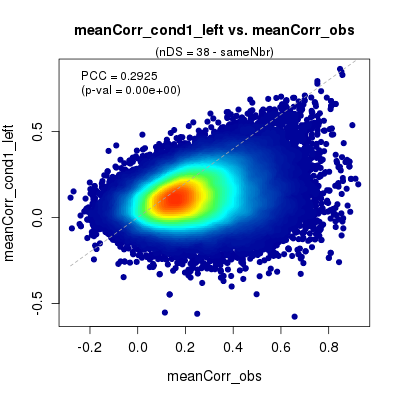 meanCorr_cond1_left vs. meanCorr_obs
(nDS = 38 - sameNbr)
PCC = 0.2925
(p-val = 0.00e+00)
meanCorr_cond1_left
0.5
0.0
-0.5
-0.2 0.0 0.2 0.4 0.6 0.8
meanCorr_obs